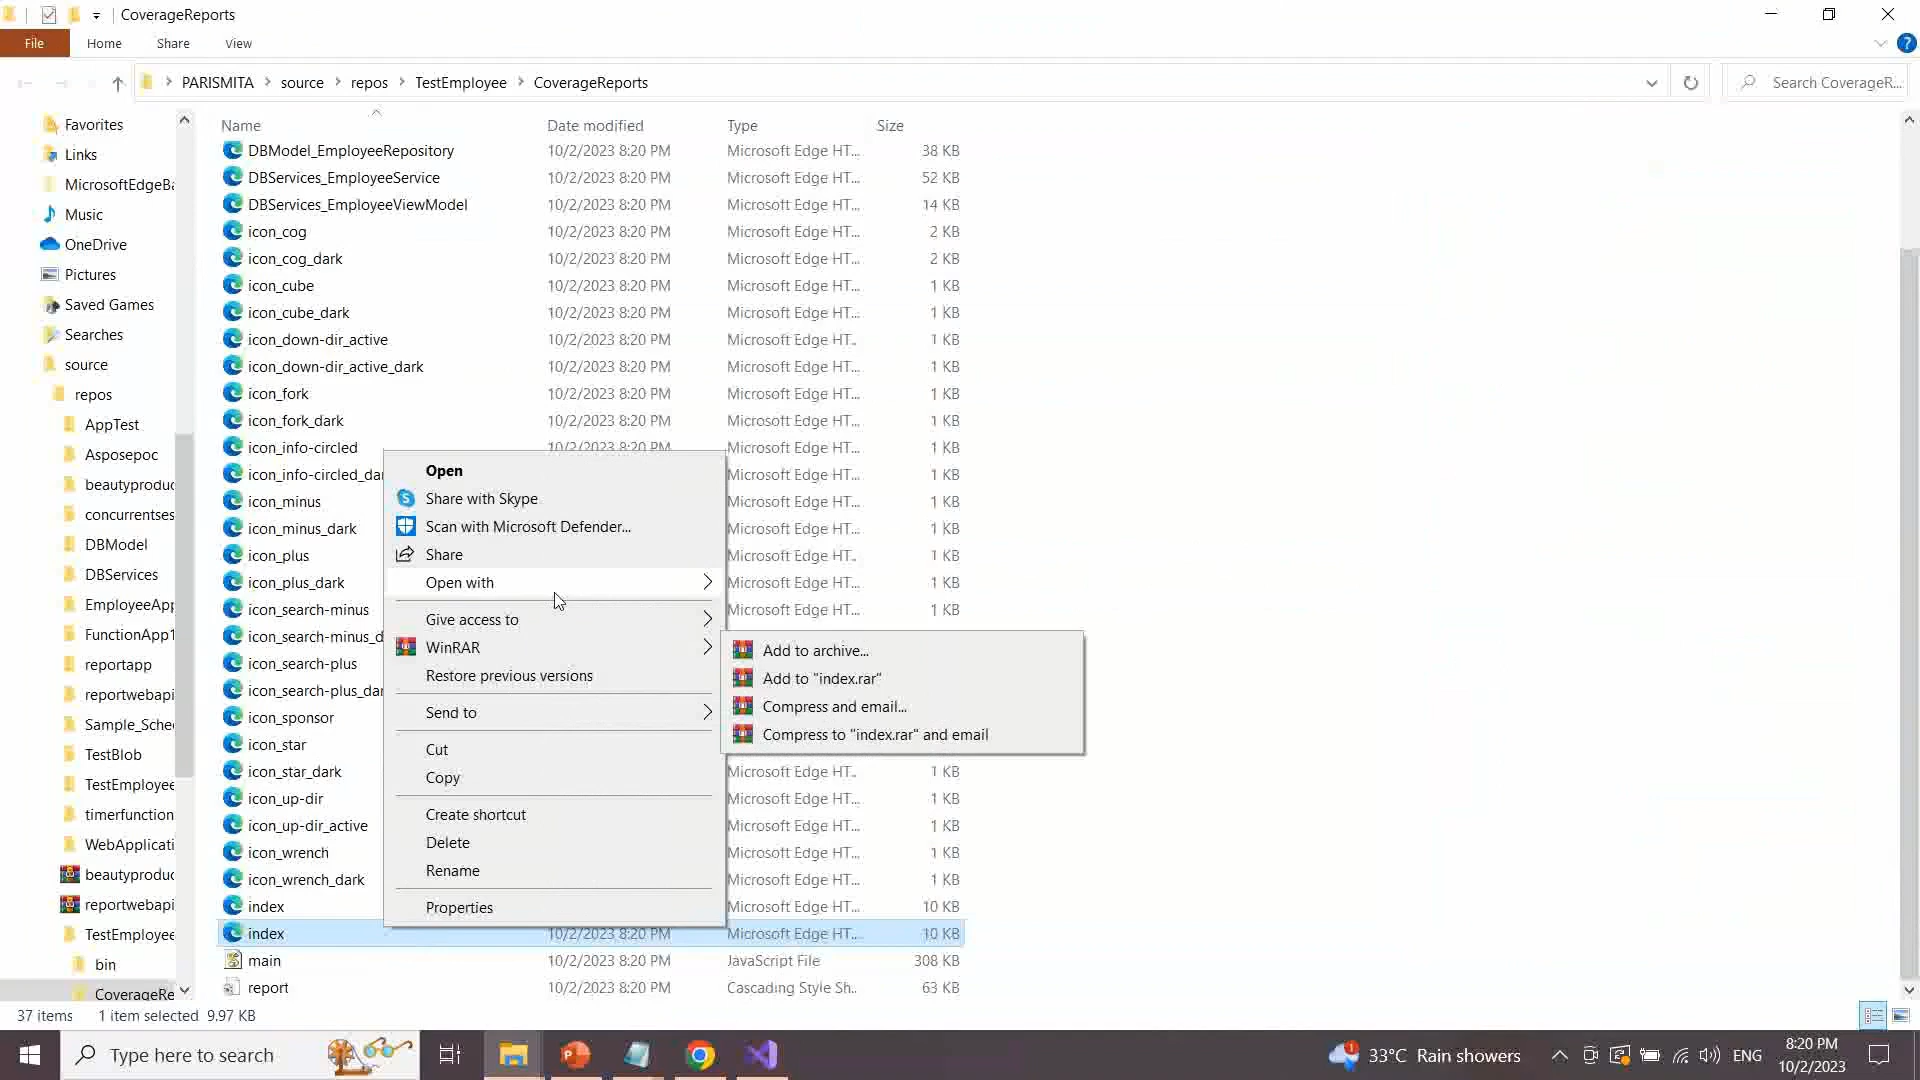 CoverageReports
File Home Share View
PARISMITA > source > repos > TestEmployee > CoverageReports
Search CoverageR...
Favorites
Links
MicrosoftEdgeBa
Music
OneDrive
Pictures
Saved Games
Searches
source
repos
AppTest
Asposepoc
beautyproduc
concurrentses
DBModel
DBServices
EmployeeApp
FunctionApp1
reportapp
reportwebapi
Sample_Sche
TestBlob
TestEmployee
timerfunction
WebApplicati
beautyproduc
reportwebapi
TestEmployee
bin
CoverageRe
Name Date modified Type Size
DBModel_EmployeeRepository 10/2/2023 8:20 PM Microsoft Edge HT... 38 KB
DBServices_EmployeeService 10/2/2023 8:20 PM Microsoft Edge HT... 52 KB
DBServices_EmployeeViewModel 10/2/2023 8:20 PM Microsoft Edge HT... 14 KB
icon_cog 10/2/2023 8:20 PM Microsoft Edge HT... 2 KB
icon_cog_dark 10/2/2023 8:20 PM Microsoft Edge HT... 2 KB
icon_cube 10/2/2023 8:20 PM Microsoft Edge HT... 1 KB
icon_cube_dark 10/2/2023 8:20 PM Microsoft Edge HT... 1 KB
icon_down-dir_active 10/2/2023 8:20 PM Microsoft Edge HT... 1 KB
icon_down-dir_active_dark 10/2/2023 8:20 PM Microsoft Edge HT... 1 KB
icon_fork 10/2/2023 8:20 PM Microsoft Edge HT... 1 KB
icon_fork_dark 10/2/2023 8:20 PM Microsoft Edge HT... 1 KB
icon_info-circled 10/2/2023 8:20 PM Microsoft Edge HT... 1 KB
icon_info-circled_dar Microsoft Edge HT... 1 KB
icon_minus Microsoft Edge HT... 1 KB
icon_minus_dark Microsoft Edge HT... 1 KB
icon_plus Microsoft Edge HT... 1 KB
icon_plus_dark Microsoft Edge HT... 1 KB
icon_search-minus Microsoft Edge HT... 1 KB
icon_search-minus_d
icon_search-plus
icon_search-plus_dar
icon_sponsor
icon_star
icon_star_dark Microsoft Edge HT... 1 KB
icon_up-dir Microsoft Edge HT... 1 KB
icon_up-dir_active Microsoft Edge HT... 1 KB
icon_wrench Microsoft Edge HT... 1 KB
icon_wrench_dark Microsoft Edge HT... 1 KB
index Microsoft Edge HT... 10 KB
index 10/2/2023 8:20 PM Microsoft Edge HT... 10 KB
main 10/2/2023 8:20 PM JavaScript File 308 KB
report 10/2/2023 8:20 PM Cascading Style Sh... 63 KB
Open
Share with Skype
Scan with Microsoft Defender...
Share
Open with
Give access to
WinRAR
Restore previous versions
Send to
Cut
Copy
Create shortcut
Delete
Rename
Properties
Add to archive...
Add to "index.rar"
Compress and email...
Compress to "index.rar" and email
37 items 1 item selected 9.97 KB
Type here to search
33°C Rain showers
ENG
8:20 PM
10/2/2023